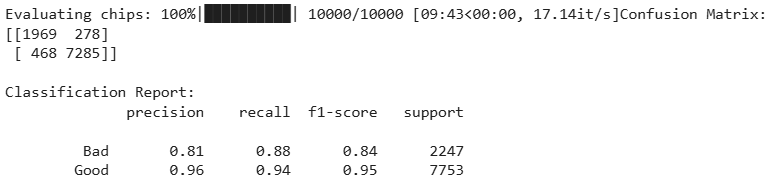 Evaluating chips: 100%|██████████| 10000/10000 [09:43<00:00, 17.14it/s]Confusion Matrix:
[[1969  278]
 [ 468 7285]]
Classification Report:
              precision    recall  f1-score   support
         Bad       0.81      0.88      0.84      2247
        Good       0.96      0.94      0.95      7753